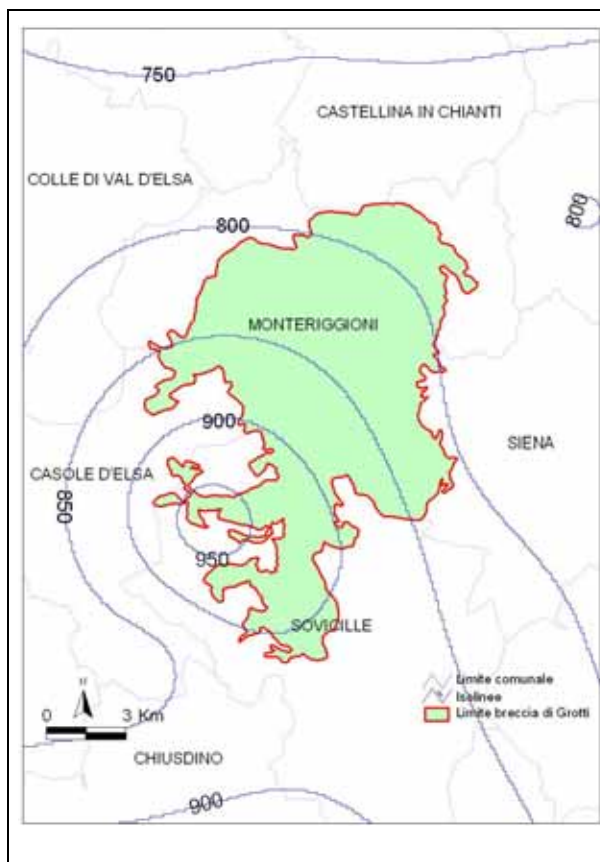 750
CASTELLINA IN CHIANTI
COLLE DI VAL D'ELSA
800
800
MONTERIGGIONI
900
SIENA
CASOLE D'ELSA
850
950
SOVICILLE
Limite comunale
Isolinee
Limite breccia di Grotti
N
0 3 Km
CHIUSDINO
900